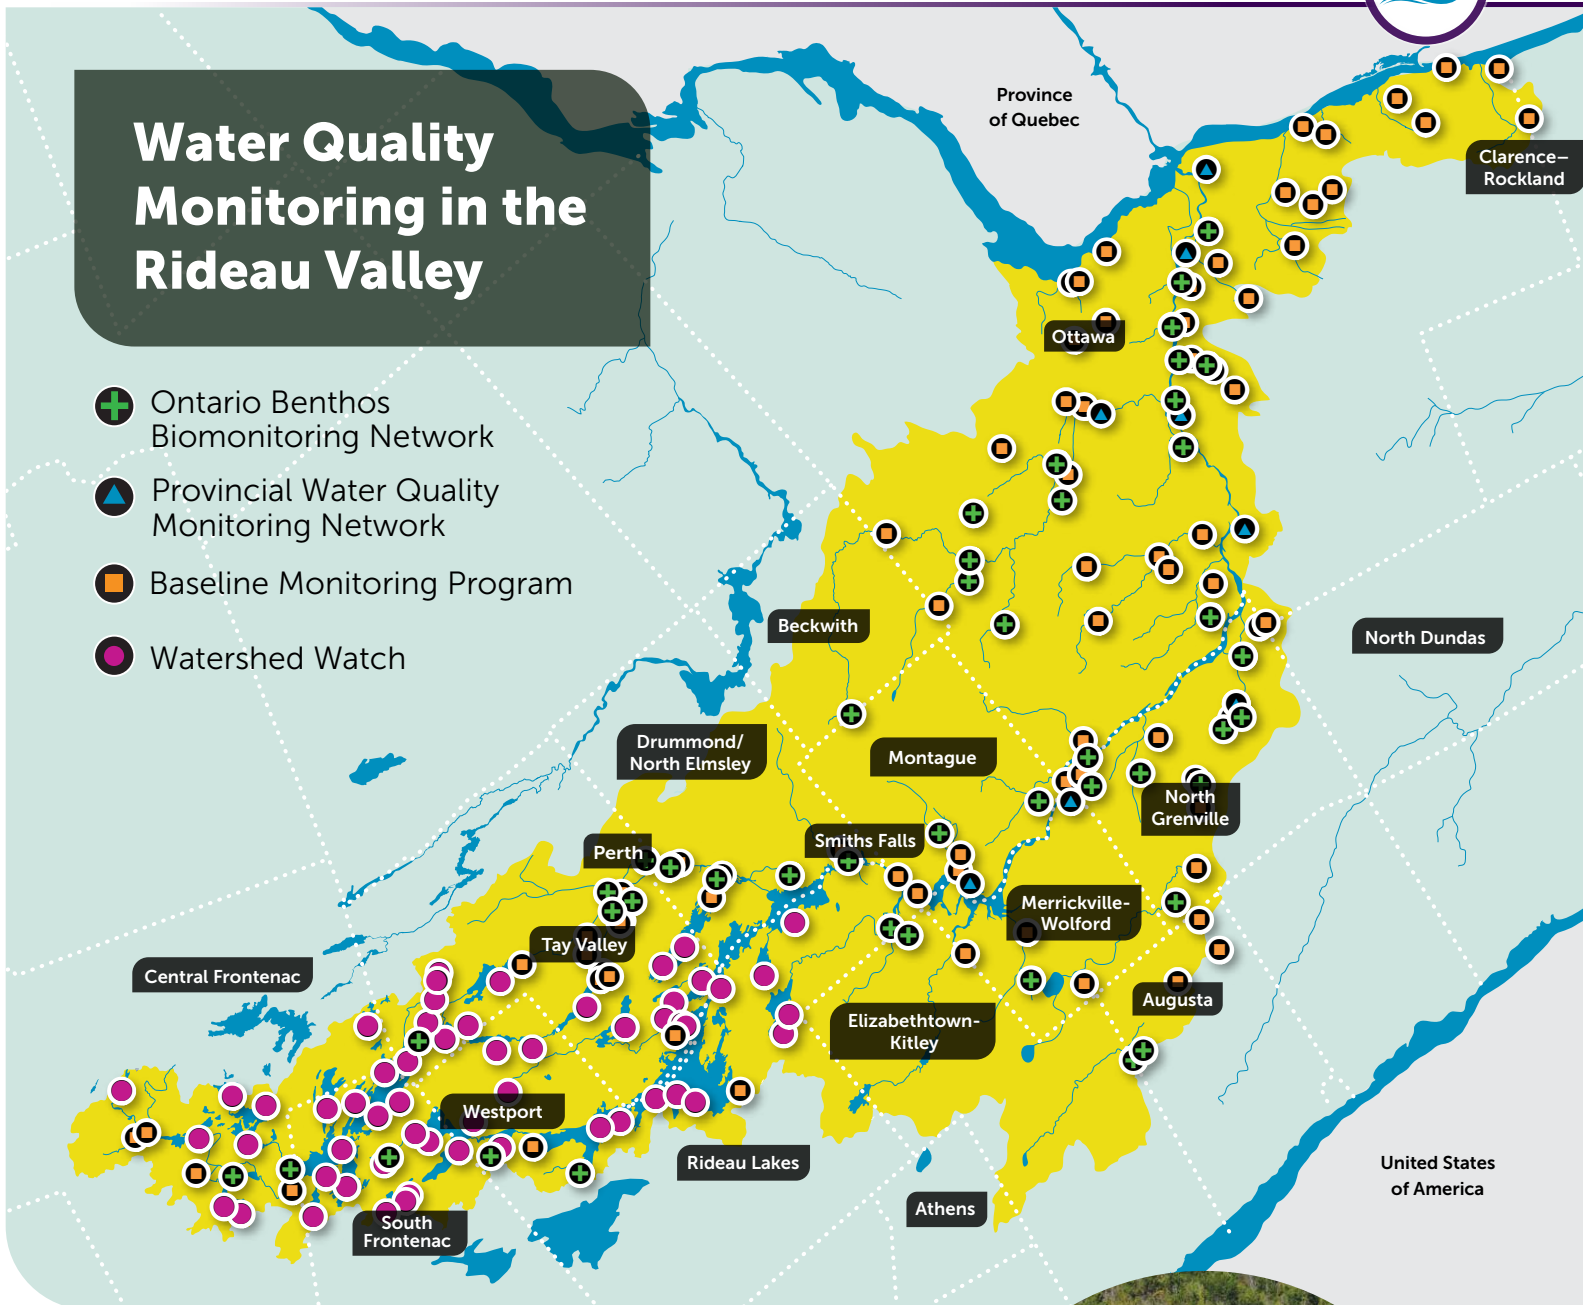 Water Quality
Monitoring in the
Rideau Valley
Ontario Benthos
Biomonitoring Network
Provincial Water Quality
Monitoring Network
Baseline Monitoring Program
Watershed Watch
Province
of Quebec
Clarence–
Rockland
Ottawa
Beckwith
North Dundas
Drummond/
North Elmsley
Montague
North
Grenville
Perth
Smiths Falls
Merrickville-
Wolford
Tay Valley
Central Frontenac
Augusta
Elizabethtown-
Kitley
Westport
Rideau Lakes
Athens
South
Frontenac
United States
of America